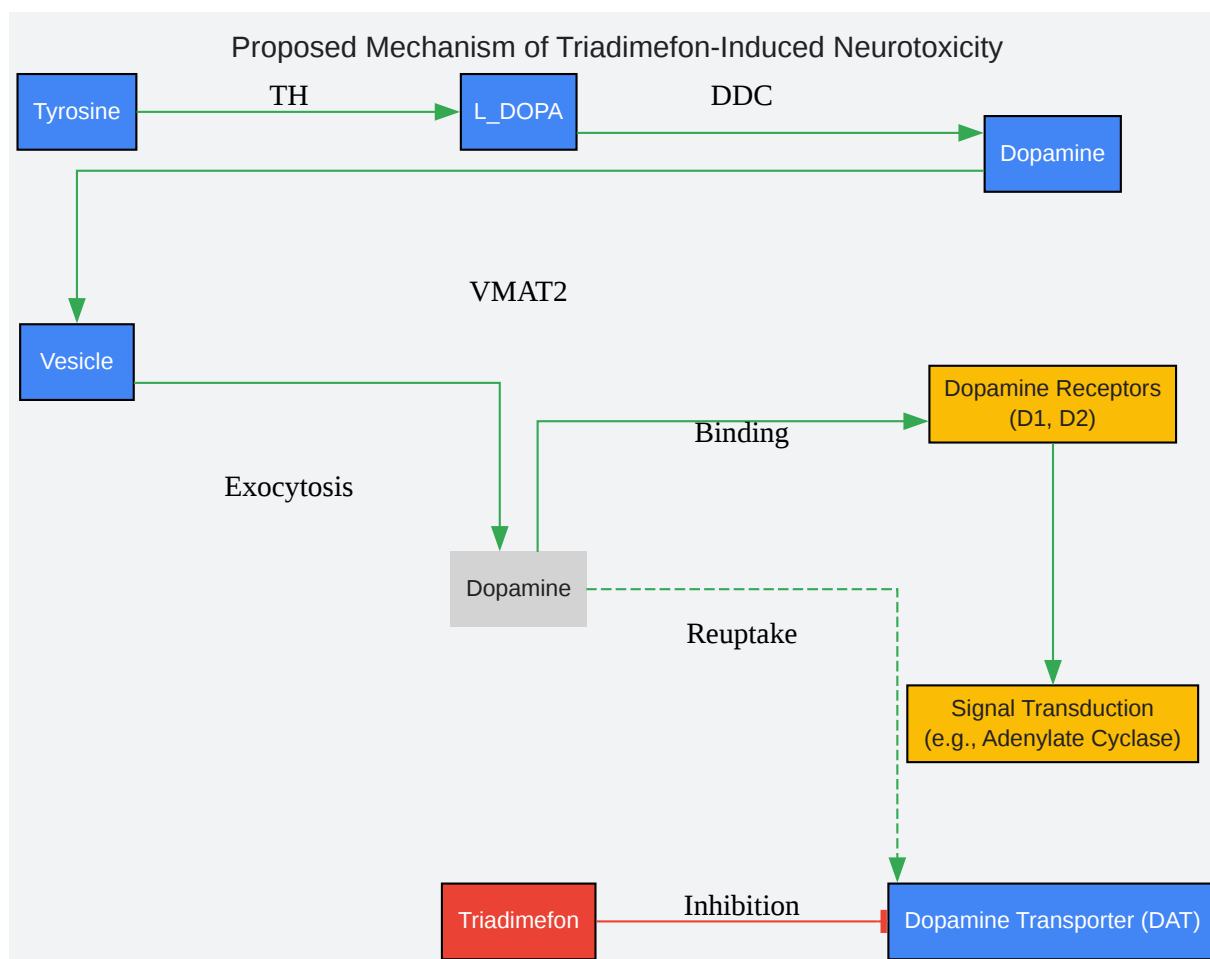 Proposed Mechanism of Triadimefon-Induced Neurotoxicity
Tyrosine
TH
L_DOPA
DDC
Dopamine
VMAT2
Vesicle
Exocytosis
Dopamine
Binding
Dopamine Receptors
(D1, D2)
Reuptake
Signal Transduction
(e.g., Adenylate Cyclase)
Triadimefon
Inhibition
Dopamine Transporter (DAT)